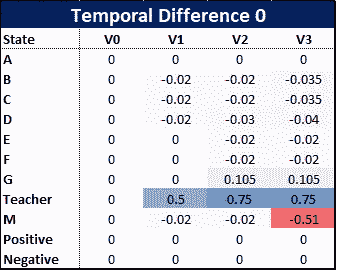 Temporal Difference 0
State V0 V1 V2 V3
A 0 0 0 0
B 0 -0.02 -0.02 -0.035
C 0 -0.02 -0.02 -0.035
D 0 -0.02 -0.03 -0.04
E 0 0 -0.02 -0.02
F 0 0 -0.02 -0.02
G 0 0 0.105 0.105
Teacher 0 0.5 0.75 0.75
M 0 -0.02 -0.02 -0.51
Positive 0 0 0 0
Negative 0 0 0 0